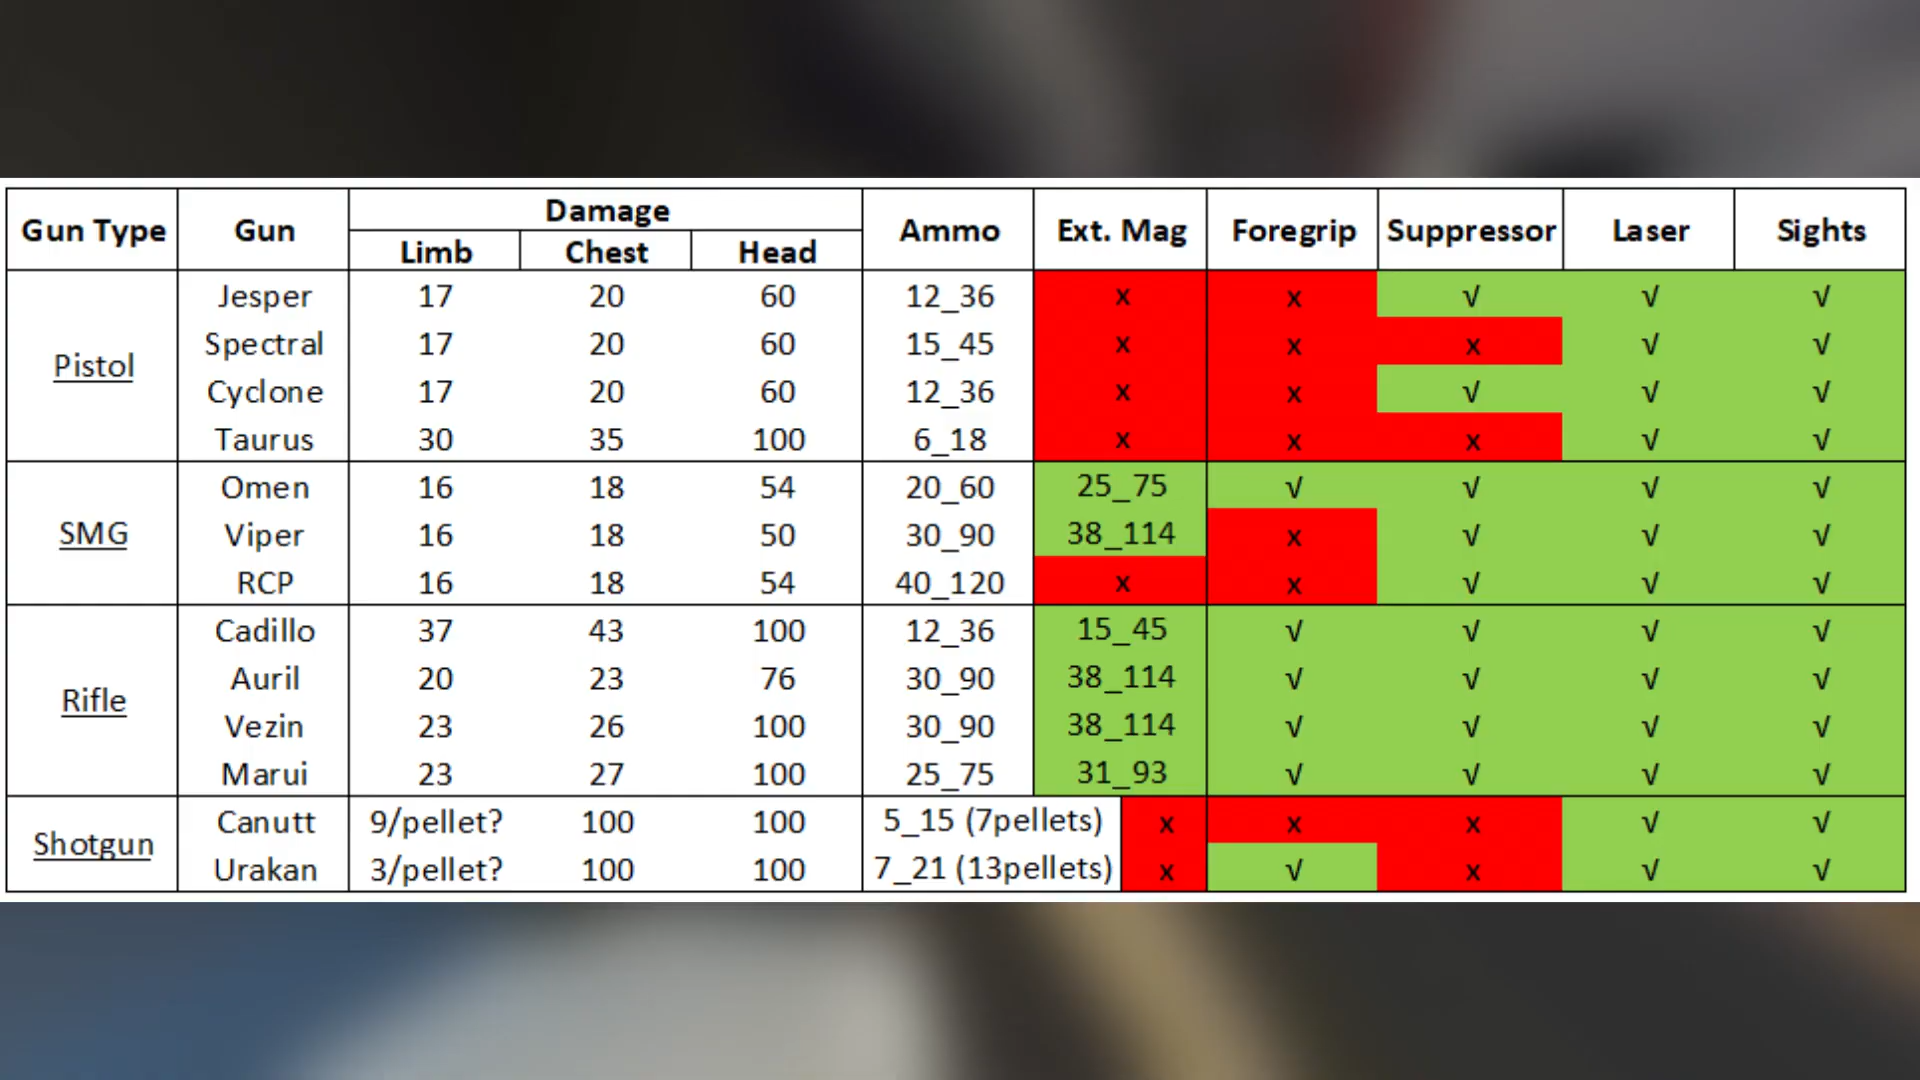 Gun Type Gun Damage Ammo Ext. Mag Foregrip Suppressor Laser Sights
Limb Chest Head
Pistol
Jesper 17 20 60 12_36 x x √ √ √
Spectral 17 20 60 15_45 x x x √ √
Cyclone 17 20 60 12_36 x x √ √ √
Taurus 30 35 100 6_18 x x x √ √
SMG
Omen 16 18 54 20_60 25_75 √ √ √ √
Viper 16 18 50 30_90 38_114 x √ √ √
RCP 16 18 54 40_120 x x √ √ √
Rifle
Cadillo 37 43 100 12_36 15_45 √ √ √ √
Auril 20 23 76 30_90 38_114 √ √ √ √
Vezin 23 26 100 30_90 38_114 √ √ √ √
Marui 23 27 100 25_75 31_93 √ √ √ √
Shotgun
Canutt 9/pellet? 100 100 5_15 (7pellets) x x x √ √
Urakan 3/pellet? 100 100 7_21 (13pellets) x √ x √ √